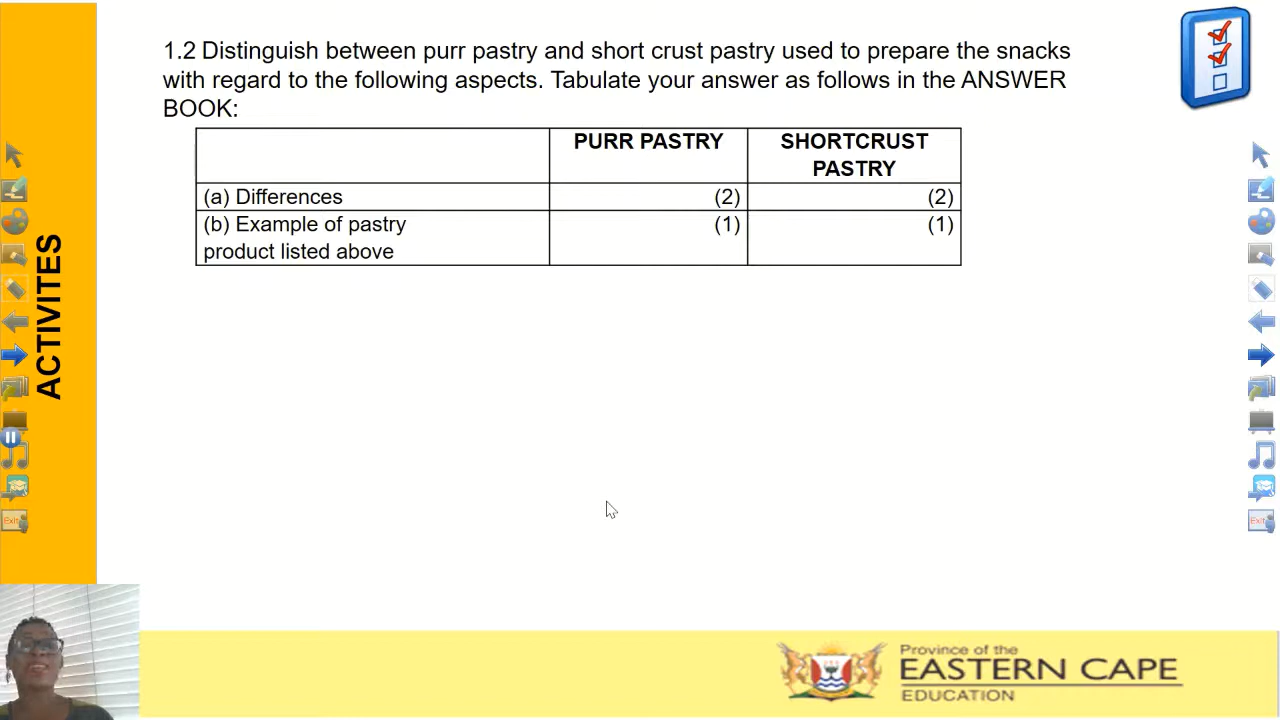 1.2 Distinguish between purr pastry and short crust pastry used to prepare the snacks
with regard to the following aspects. Tabulate your answer as follows in the ANSWER
BOOK:
PURR PASTRY
SHORTCRUST
PASTRY
(a) Differences
(2)
(2)
(b) Example of pastry
product listed above
(1)
(1)
ACTIVITES
Exit
Exit
Province of the
EASTERN CAPE
EDUCATION